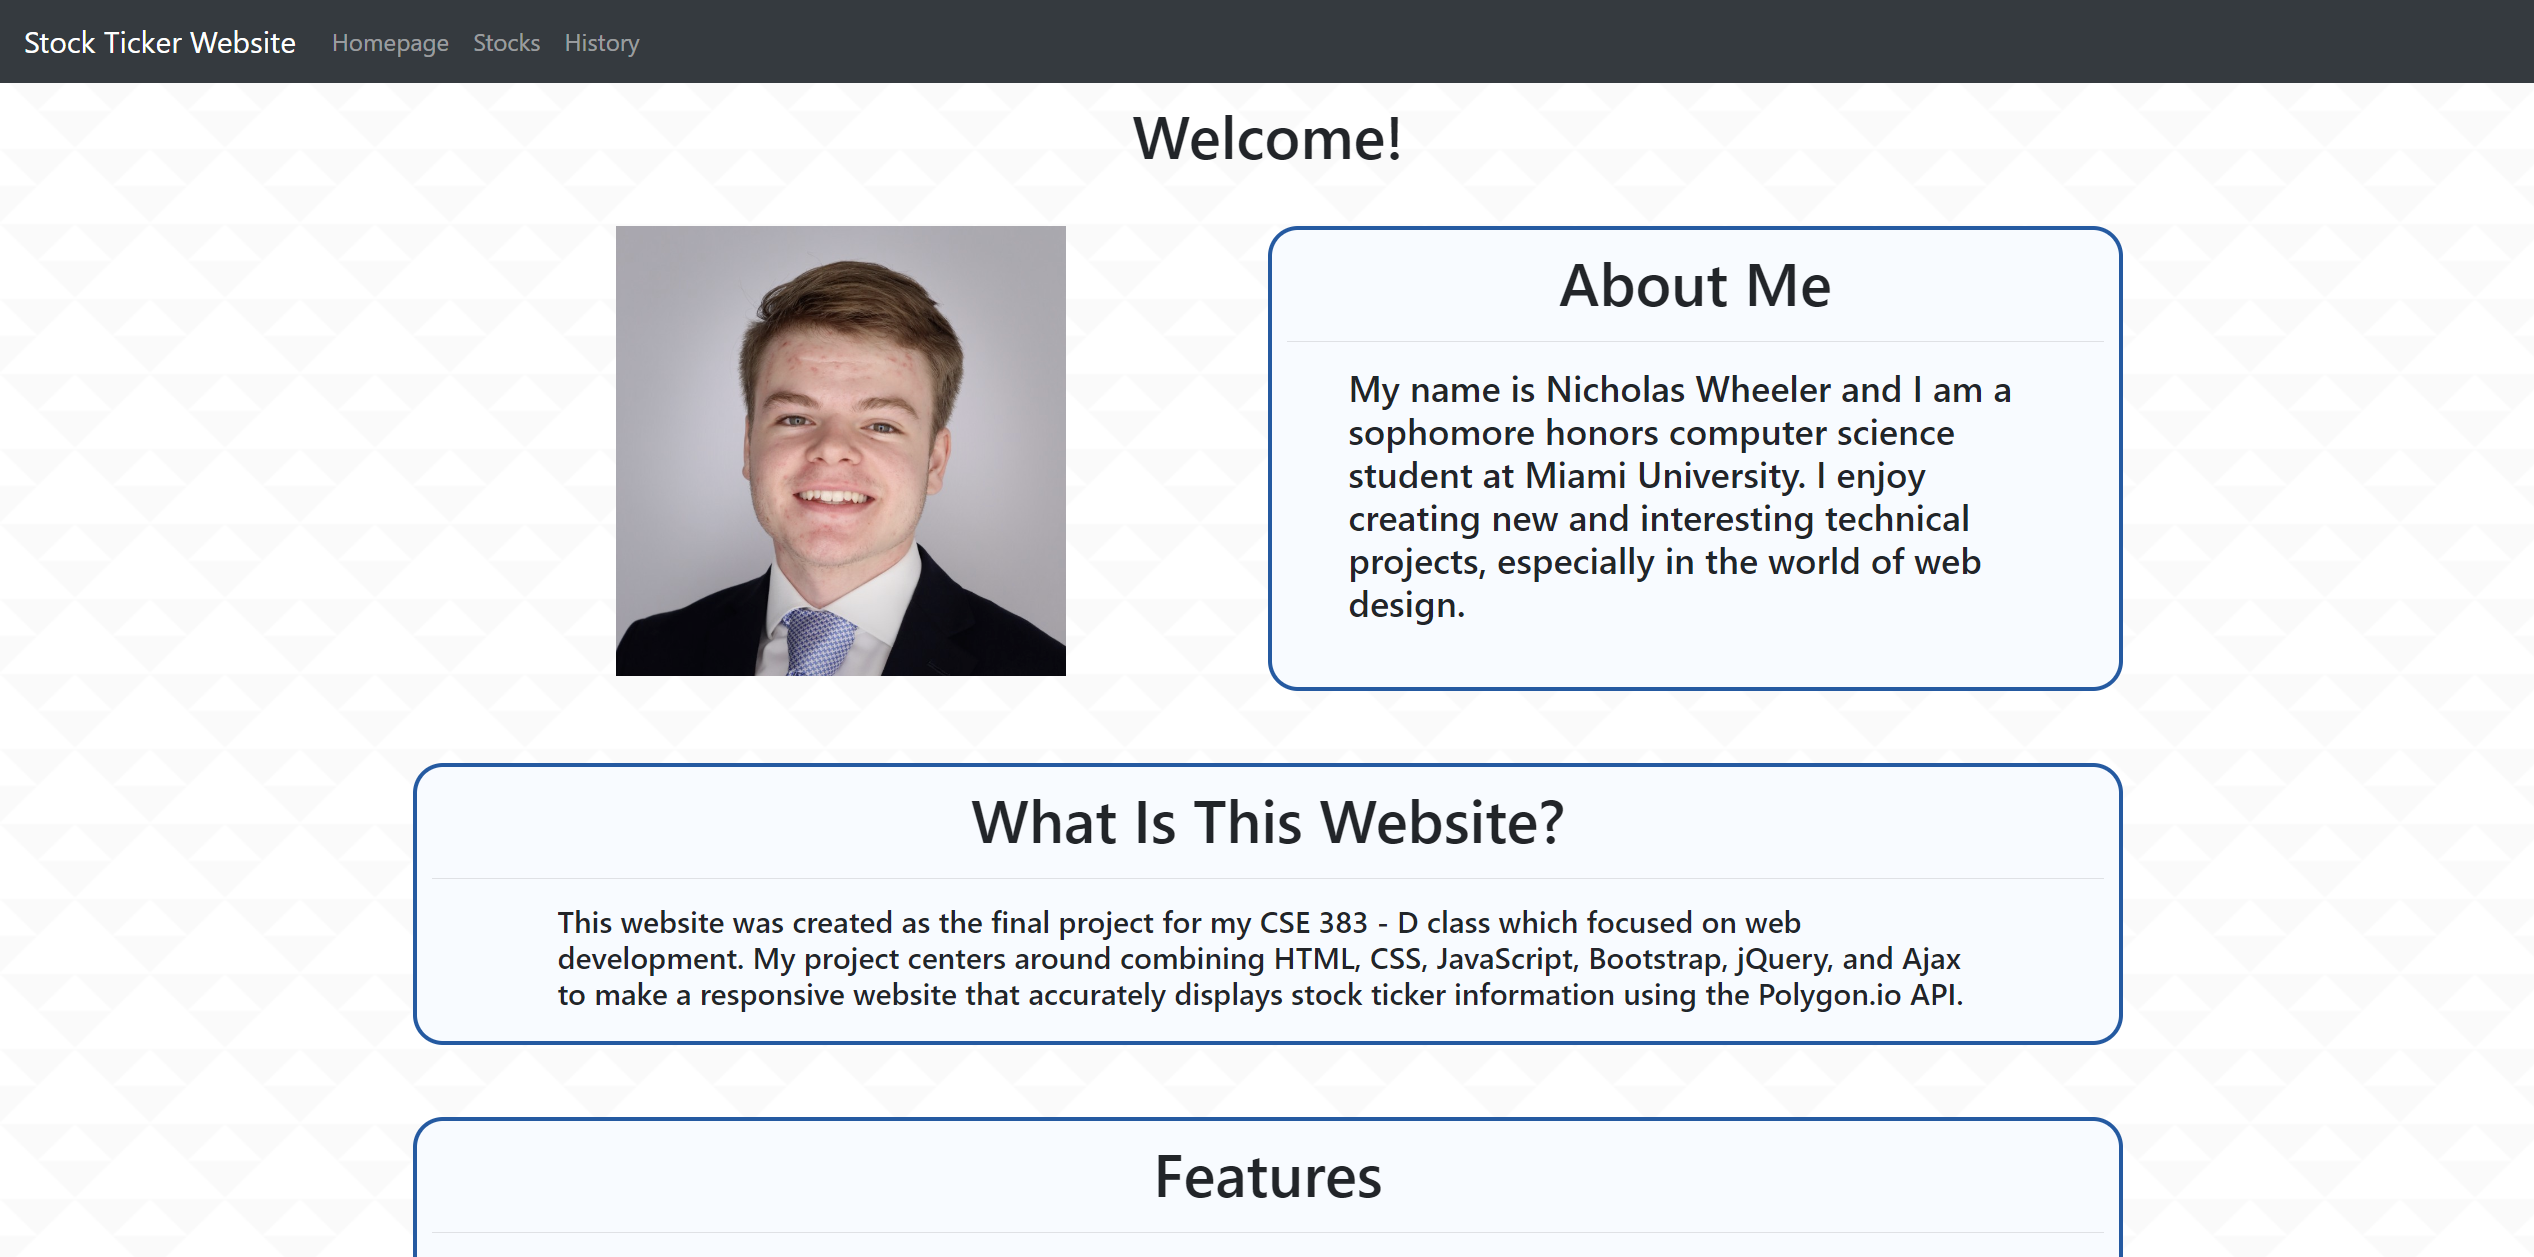 Stock Ticker Website Homepage Stocks History
Welcome!
About Me
My name is Nicholas Wheeler and I am a
sophomore honors computer science
student at Miami University. I enjoy
creating new and interesting technical
projects, especially in the world of web
design.
What Is This Website?
This website was created as the final project for my CSE 383 - D class which focused on web
development. My project centers around combining HTML, CSS, JavaScript, Bootstrap, jQuery, and Ajax
to make a responsive website that accurately displays stock ticker information using the Polygon.io API.
Features